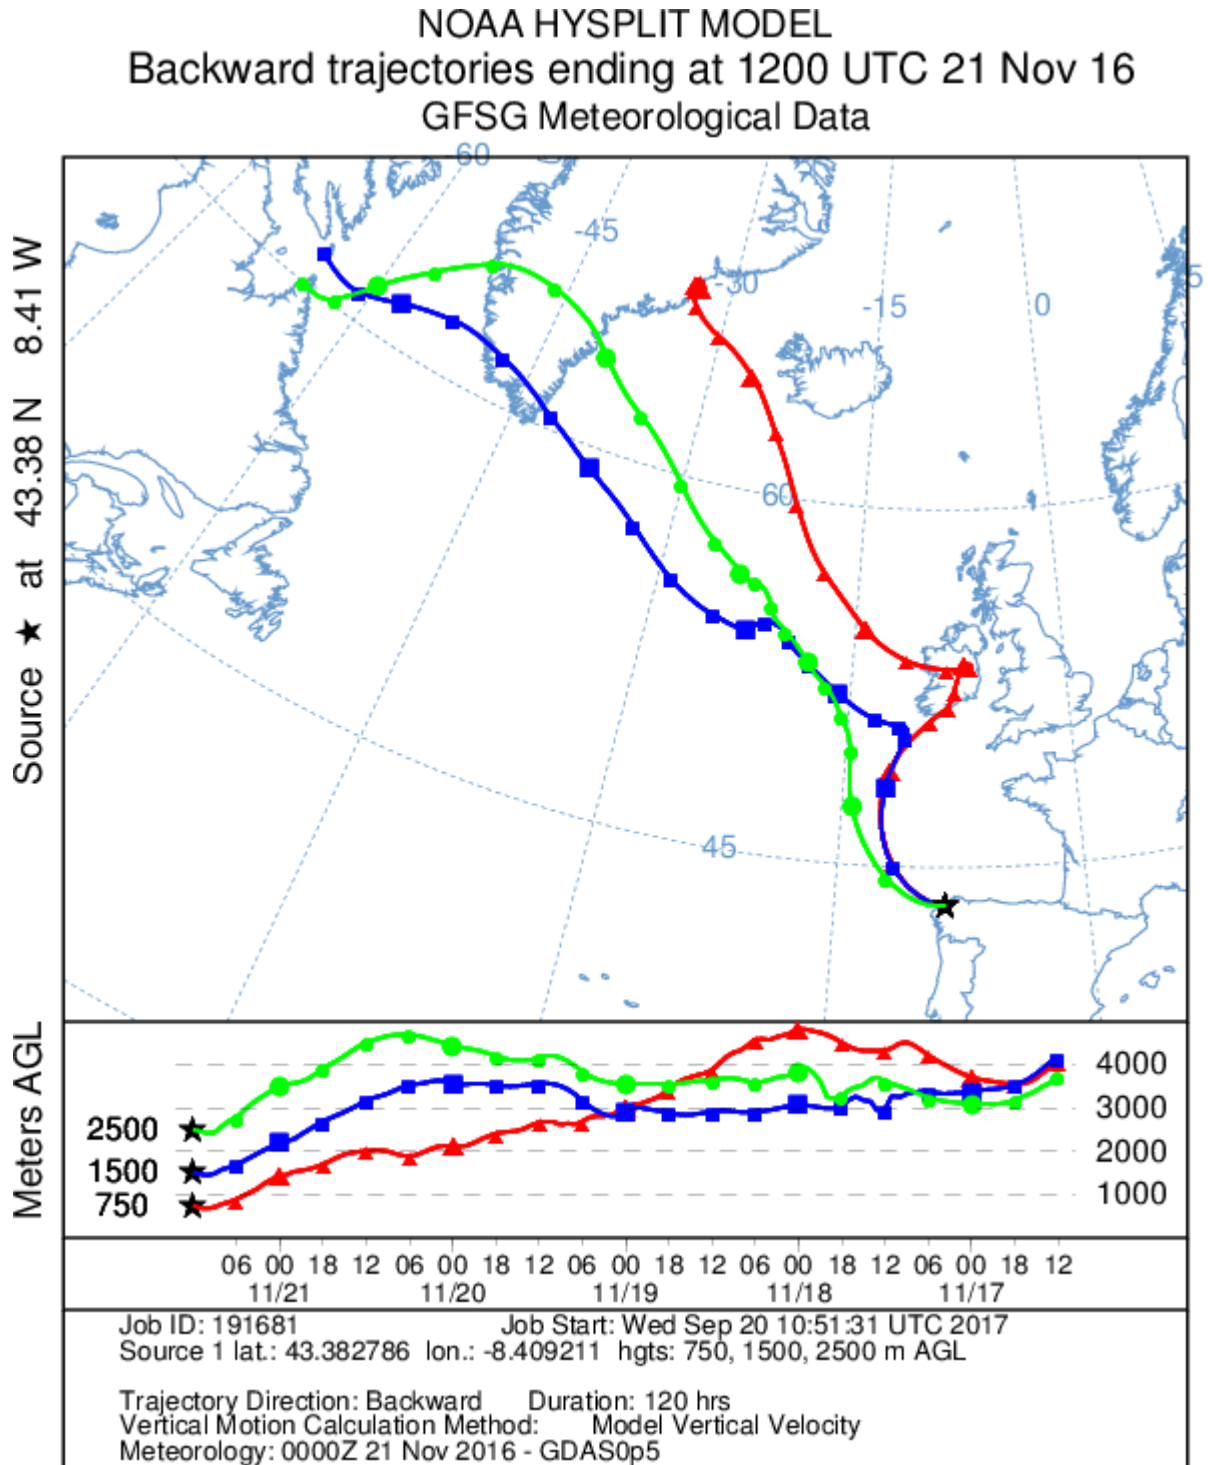 NOAA HYSPLIT MODEL
Backward trajectories ending at 1200 UTC 21 Nov 16
GFSG Meteorological Data
-60
-45
-30
-15
0
5
60
45
Source ★ at 43.38 N 8.41 W
Meters AGL
2500
1500
750
4000
3000
2000
1000
06 00 18 12 06 00 18 12 06 00 18 12 06 00 18 12 06 00 18 12
11/21 11/20 11/19 11/18 11/17
Job ID: 191681 Job Start: Wed Sep 20 10:51:31 UTC 2017
Source 1 lat.: 43.382786 lon.: -8.409211 hgts: 750, 1500, 2500 m AGL
Trajectory Direction: Backward Duration: 120 hrs
Vertical Motion Calculation Method: Model Vertical Velocity
Meteorology: 0000Z 21 Nov 2016 - GDAS0p5